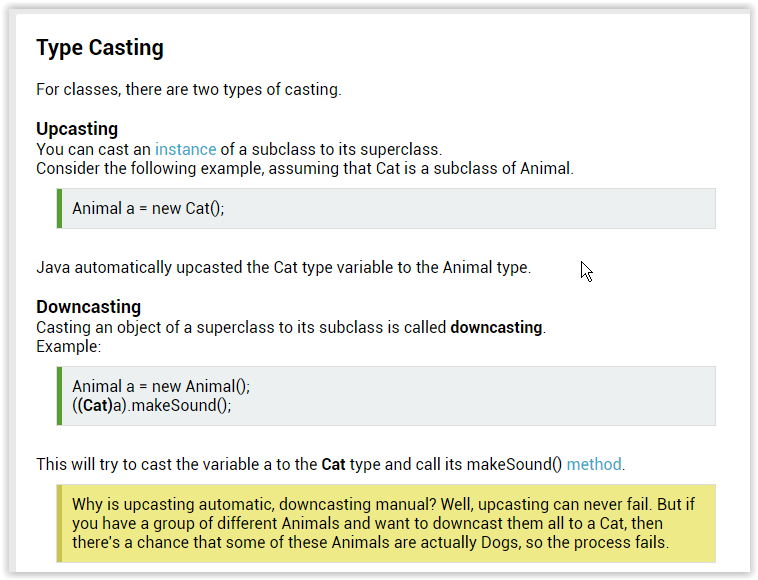 Type Casting
For classes, there are two types of casting.
Upcasting
You can cast an instance of a subclass to its superclass.
Consider the following example, assuming that Cat is a subclass of Animal.
Animal a = new Cat();
Java automatically upcasted the Cat type variable to the Animal type.
Downcasting
Casting an object of a superclass to its subclass is called downcasting.
Example:
Animal a = new Animal();
((Cat)a).makeSound();
This will try to cast the variable a to the Cat type and call its makeSound() method.
Why is upcasting automatic, downcasting manual? Well, upcasting can never fail. But if
you have a group of different Animals and want to downcast them all to a Cat, then
there's a chance that some of these Animals are actually Dogs, so the process fails.